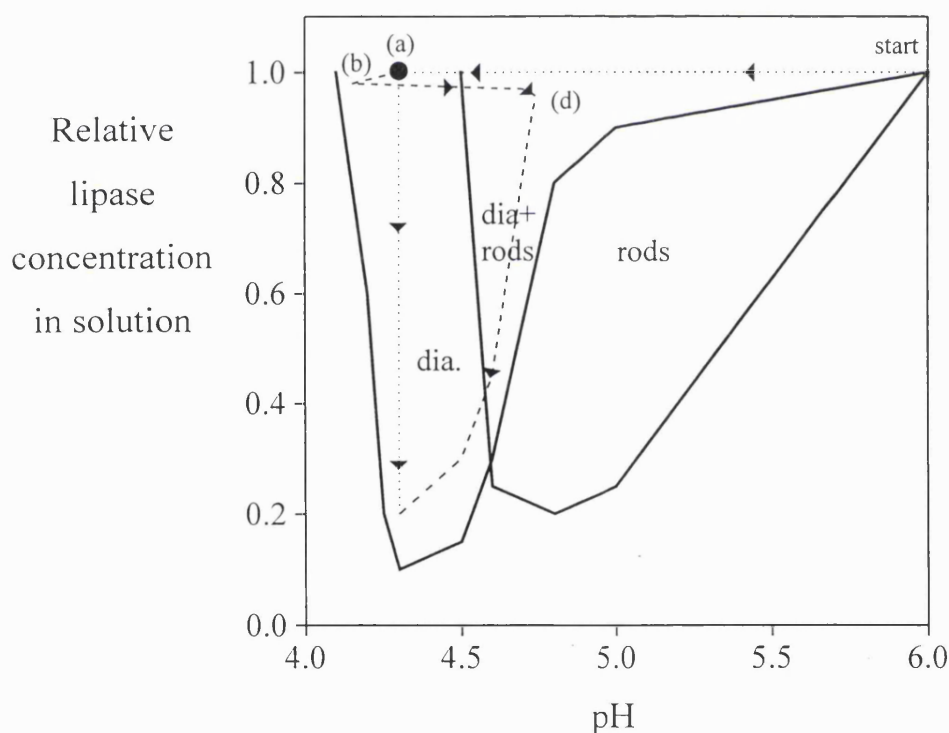 start
(a)
(b)
(d)
1.0
0.8
0.6
0.4
0.2
0.0
Relative
lipase
concentration
in solution
dia+
rods
rods
dia.
4.0
4.5
5.0
5.5
6.0
pH